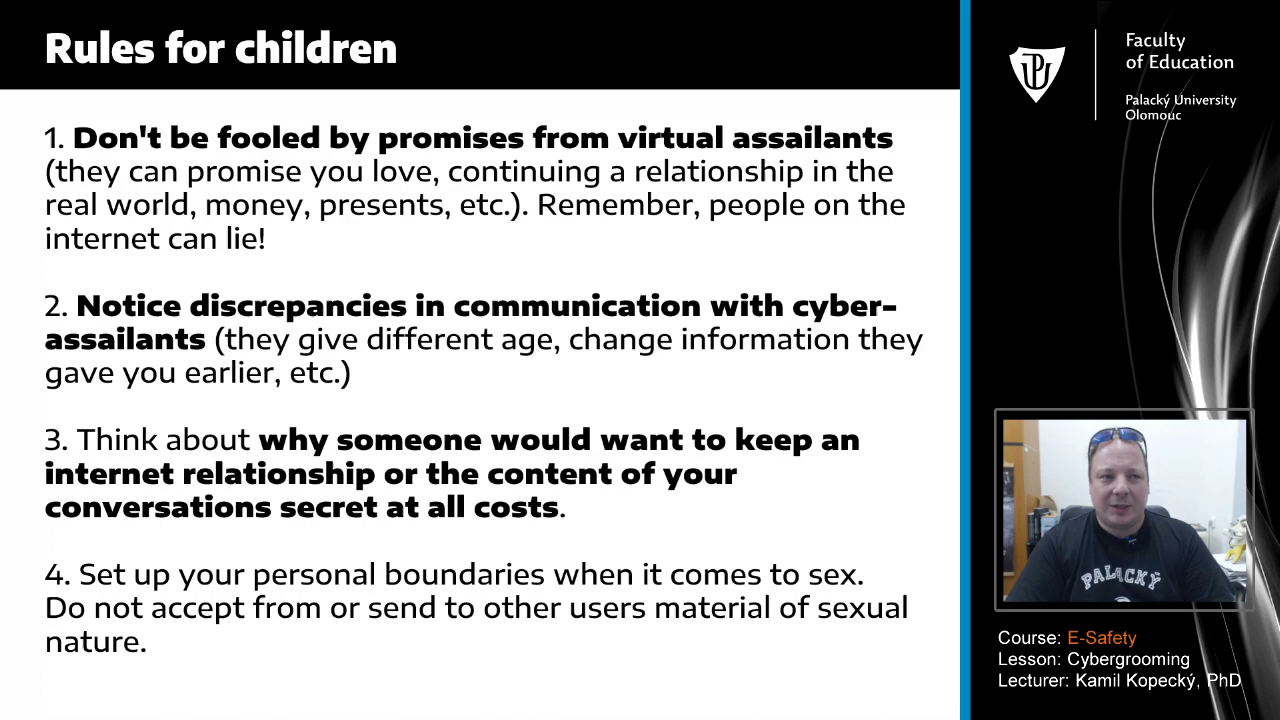 Rules for children
1. Don't be fooled by promises from virtual assailants
(they can promise you love, continuing a relationship in the
real world, money, presents, etc.). Remember, people on the
internet can lie!
2. Notice discrepancies in communication with cyber-
assailants (they give different age, change information they
gave you earlier, etc.)
3. Think about why someone would want to keep an
internet relationship or the content of your
conversations secret at all costs.
4. Set up your personal boundaries when it comes to sex.
Do not accept from or send to other users material of sexual
nature.
Faculty
of Education
Palacký University
Olomouc
PALACKÝ
Course: E-Safety
Lesson: Cybergrooming
Lecturer: Kamil Kopecký, PhD